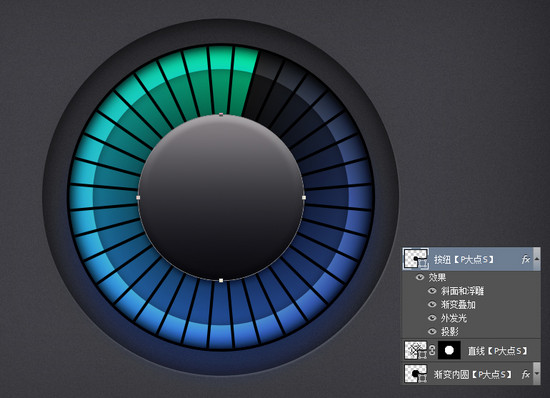 按纽【P大点S】 fx
效果
斜面和浮雕
渐变叠加
外发光
投影
直线【P大点S】
渐变内圆【P大点S】 fx